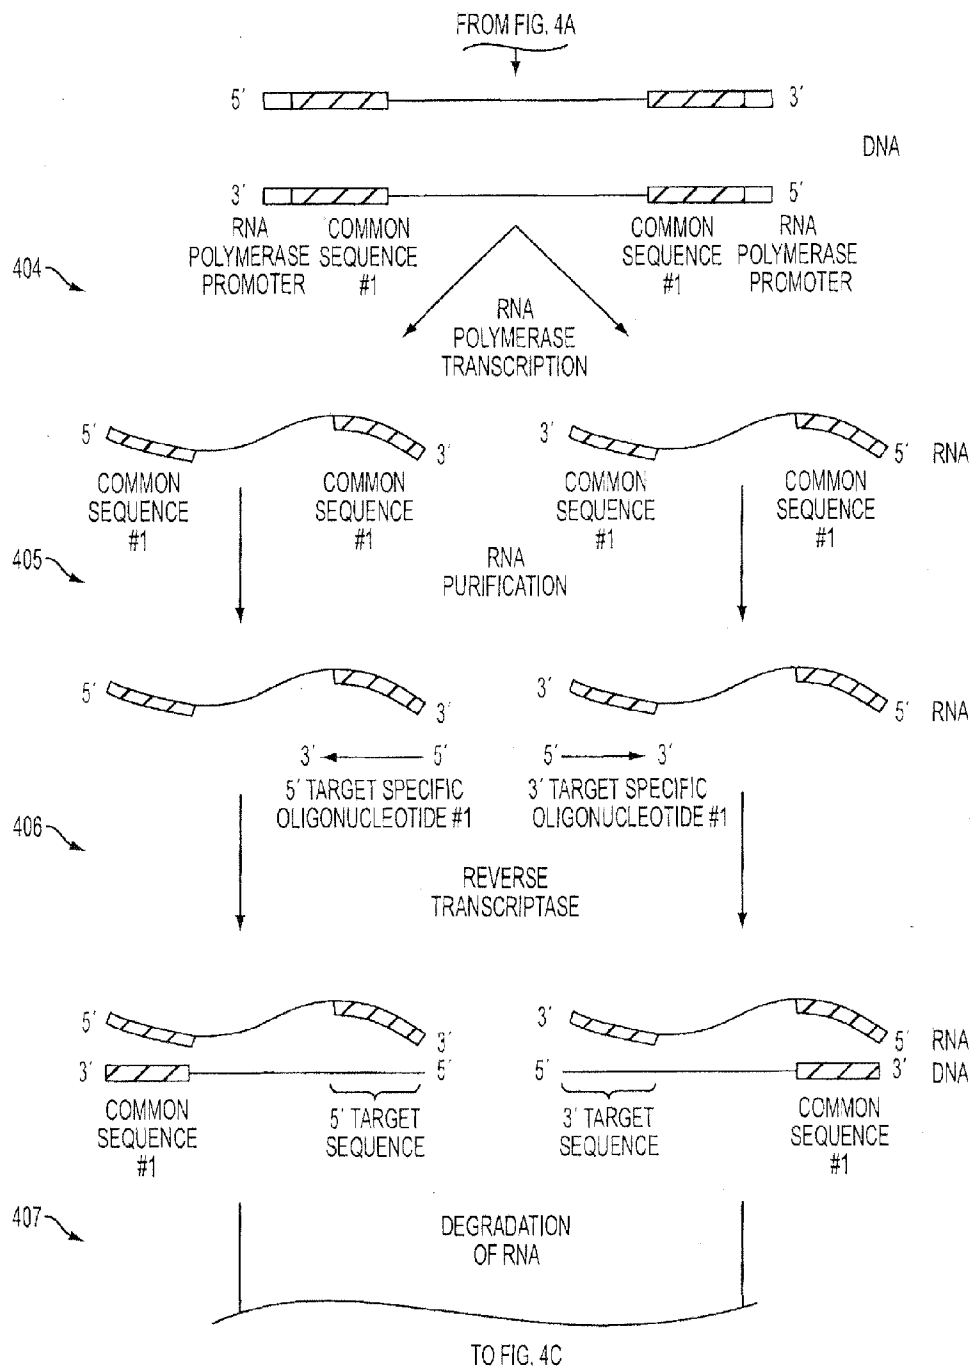 FROM FIG. 4A
5′ 3′
DNA
3′ 5′
RNA POLYMERASE PROMOTER
COMMON SEQUENCE #1
COMMON SEQUENCE #1
RNA POLYMERASE PROMOTER
404
RNA
POLYMERASE
TRANSCRIPTION
5′ 3′ 3′ 5′ RNA
COMMON SEQUENCE #1
COMMON SEQUENCE #1
COMMON SEQUENCE #1
COMMON SEQUENCE #1
405
RNA
PURIFICATION
5′ 3′ 3′ 5′ RNA
3′ 5′ 5′ 3′
5′ TARGET SPECIFIC
OLIGONUCLEOTIDE #1
3′ TARGET SPECIFIC
OLIGONUCLEOTIDE #1
406
REVERSE
TRANSCRIPTASE
5′ 3′ 3′ 5′ RNA
3′ 5′ 5′ 3′ DNA
COMMON
SEQUENCE
#1
5′ TARGET
SEQUENCE
3′ TARGET
SEQUENCE
COMMON
SEQUENCE
#1
407
DEGRADATION
OF RNA
TO FIG. 4C